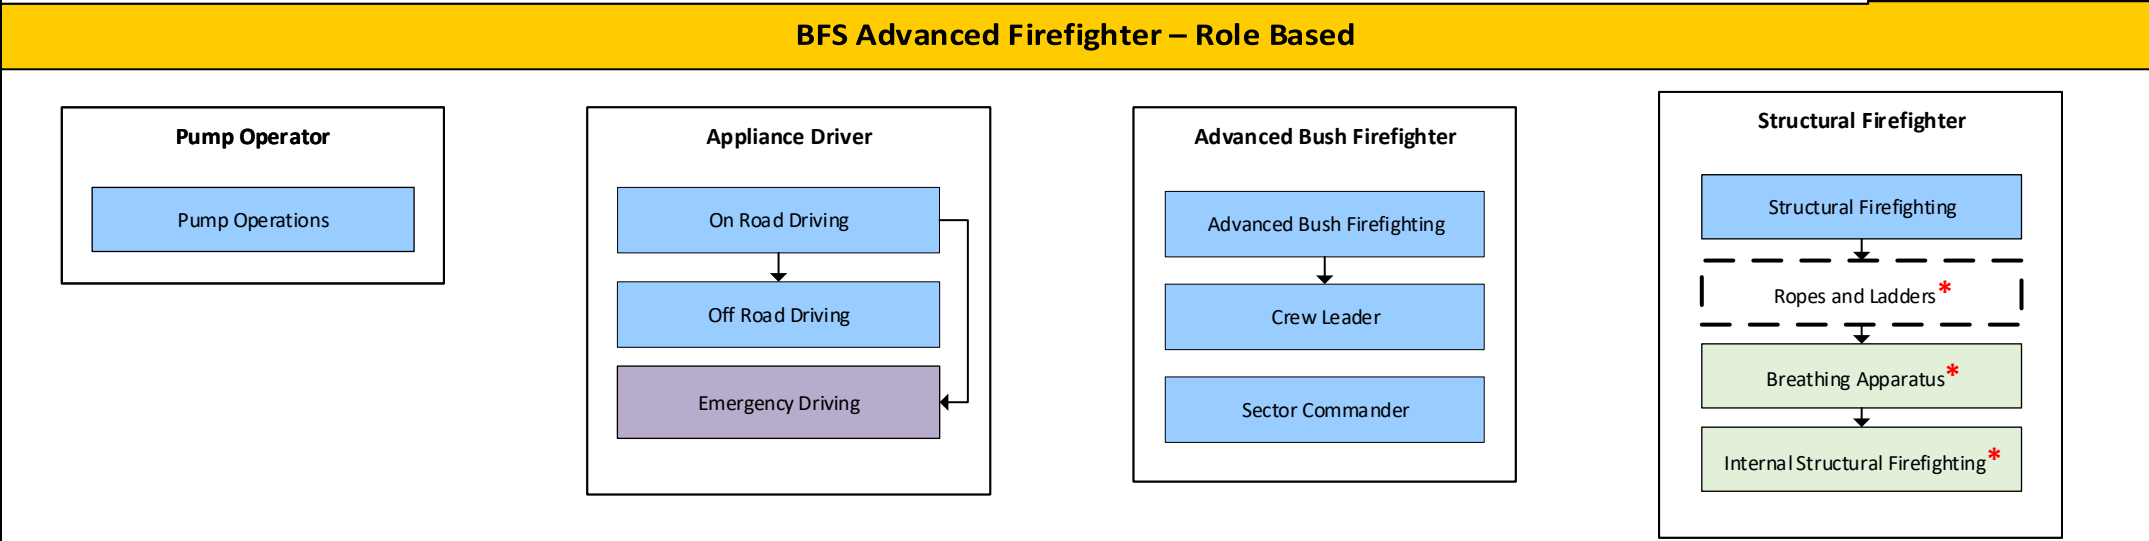 BFS Advanced Firefighter – Role Based
Pump Operator
Pump Operations
Appliance Driver
On Road Driving
Off Road Driving
Emergency Driving
Advanced Bush Firefighter
Advanced Bush Firefighting
Crew Leader
Sector Commander
Structural Firefighter
Structural Firefighting
Ropes and Ladders*
Breathing Apparatus*
Internal Structural Firefighting*